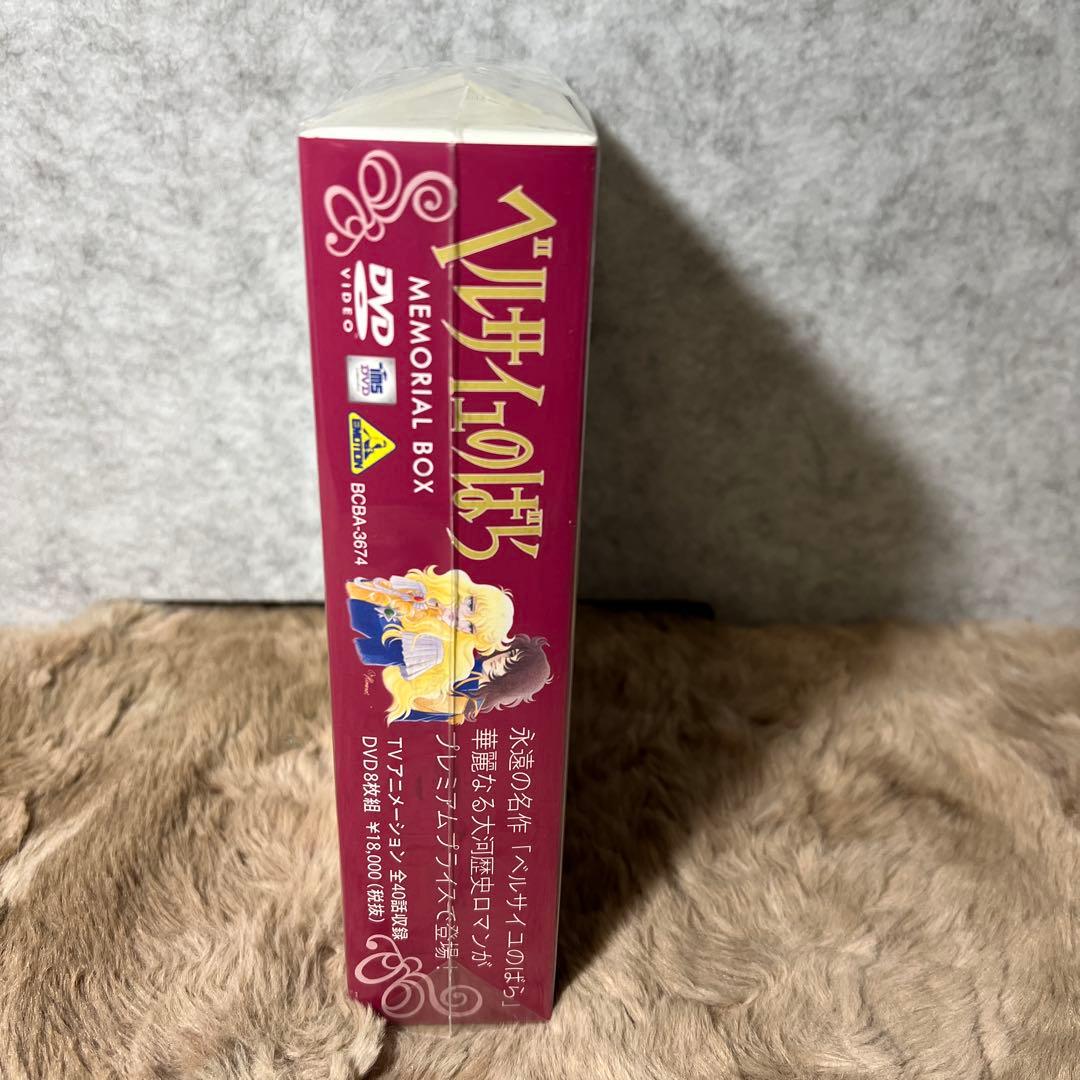 ベルサイユのばら
MEMORIAL BOX
DVD
VIDEO
TMS
DVD
EMOTION
BCBA-3674
永遠の名作「ベルサイユのばら」
華麗なる大河歴史ロマンが
プレミアムプライスで登場!
TVアニメーション 全40話収録
DVD8枚組 ¥18,000(税抜)